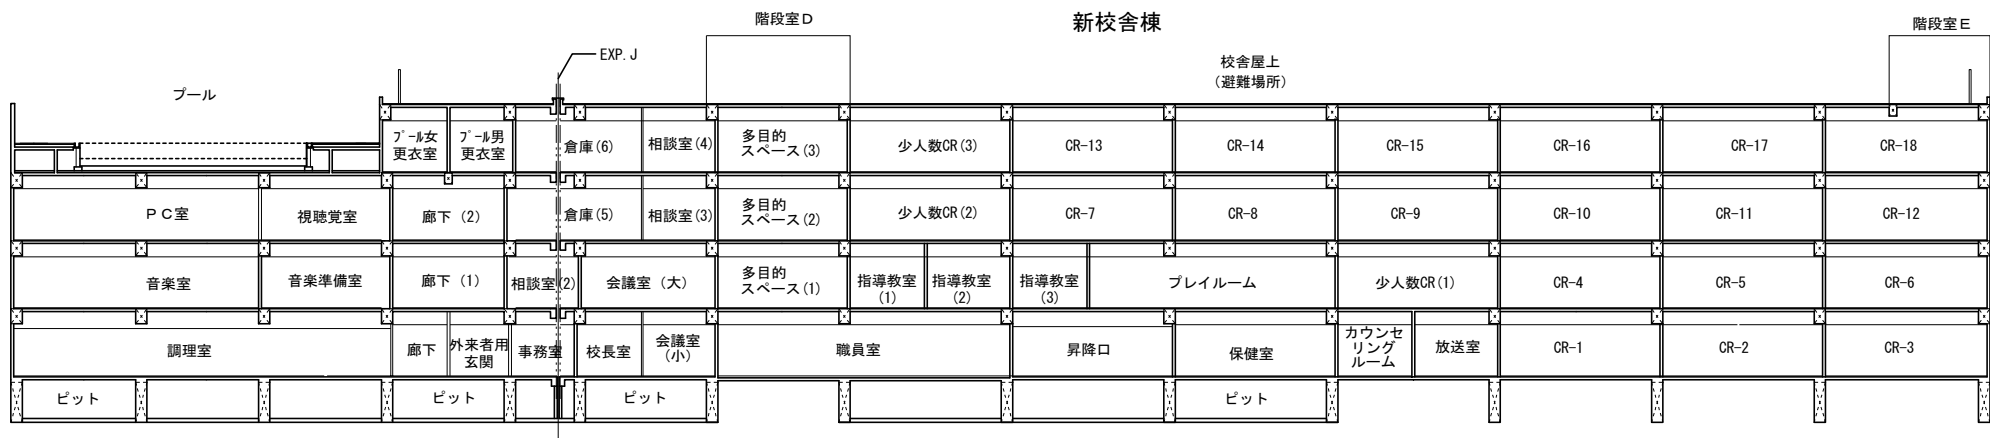 新校舎棟
階段室D
階段室E
EXP.J
校舎屋上
(避難場所)
プール
プール女
更衣室
プール男
更衣室
倉庫(6)
相談室(4)
多目的
スペース(3)
少人数CR(3)
CR-13
CR-14
CR-15
CR-16
CR-17
CR-18
PC室
視聴覚室
廊下(2)
倉庫(5)
相談室(3)
多目的
スペース(2)
少人数CR(2)
CR-7
CR-8
CR-9
CR-10
CR-11
CR-12
音楽室
音楽準備室
廊下(1)
相談室(2)
会議室(大)
多目的
スペース(1)
指導教室
(1)
指導教室
(2)
指導教室
(3)
プレイルーム
少人数CR(1)
CR-4
CR-5
CR-6
調理室
廊下
外来者用
玄関
事務室
校長室
会議室
(小)
職員室
昇降口
保健室
カウンセ
リング
ルーム
放送室
CR-1
CR-2
CR-3
ピット
ピット
ピット
ピット